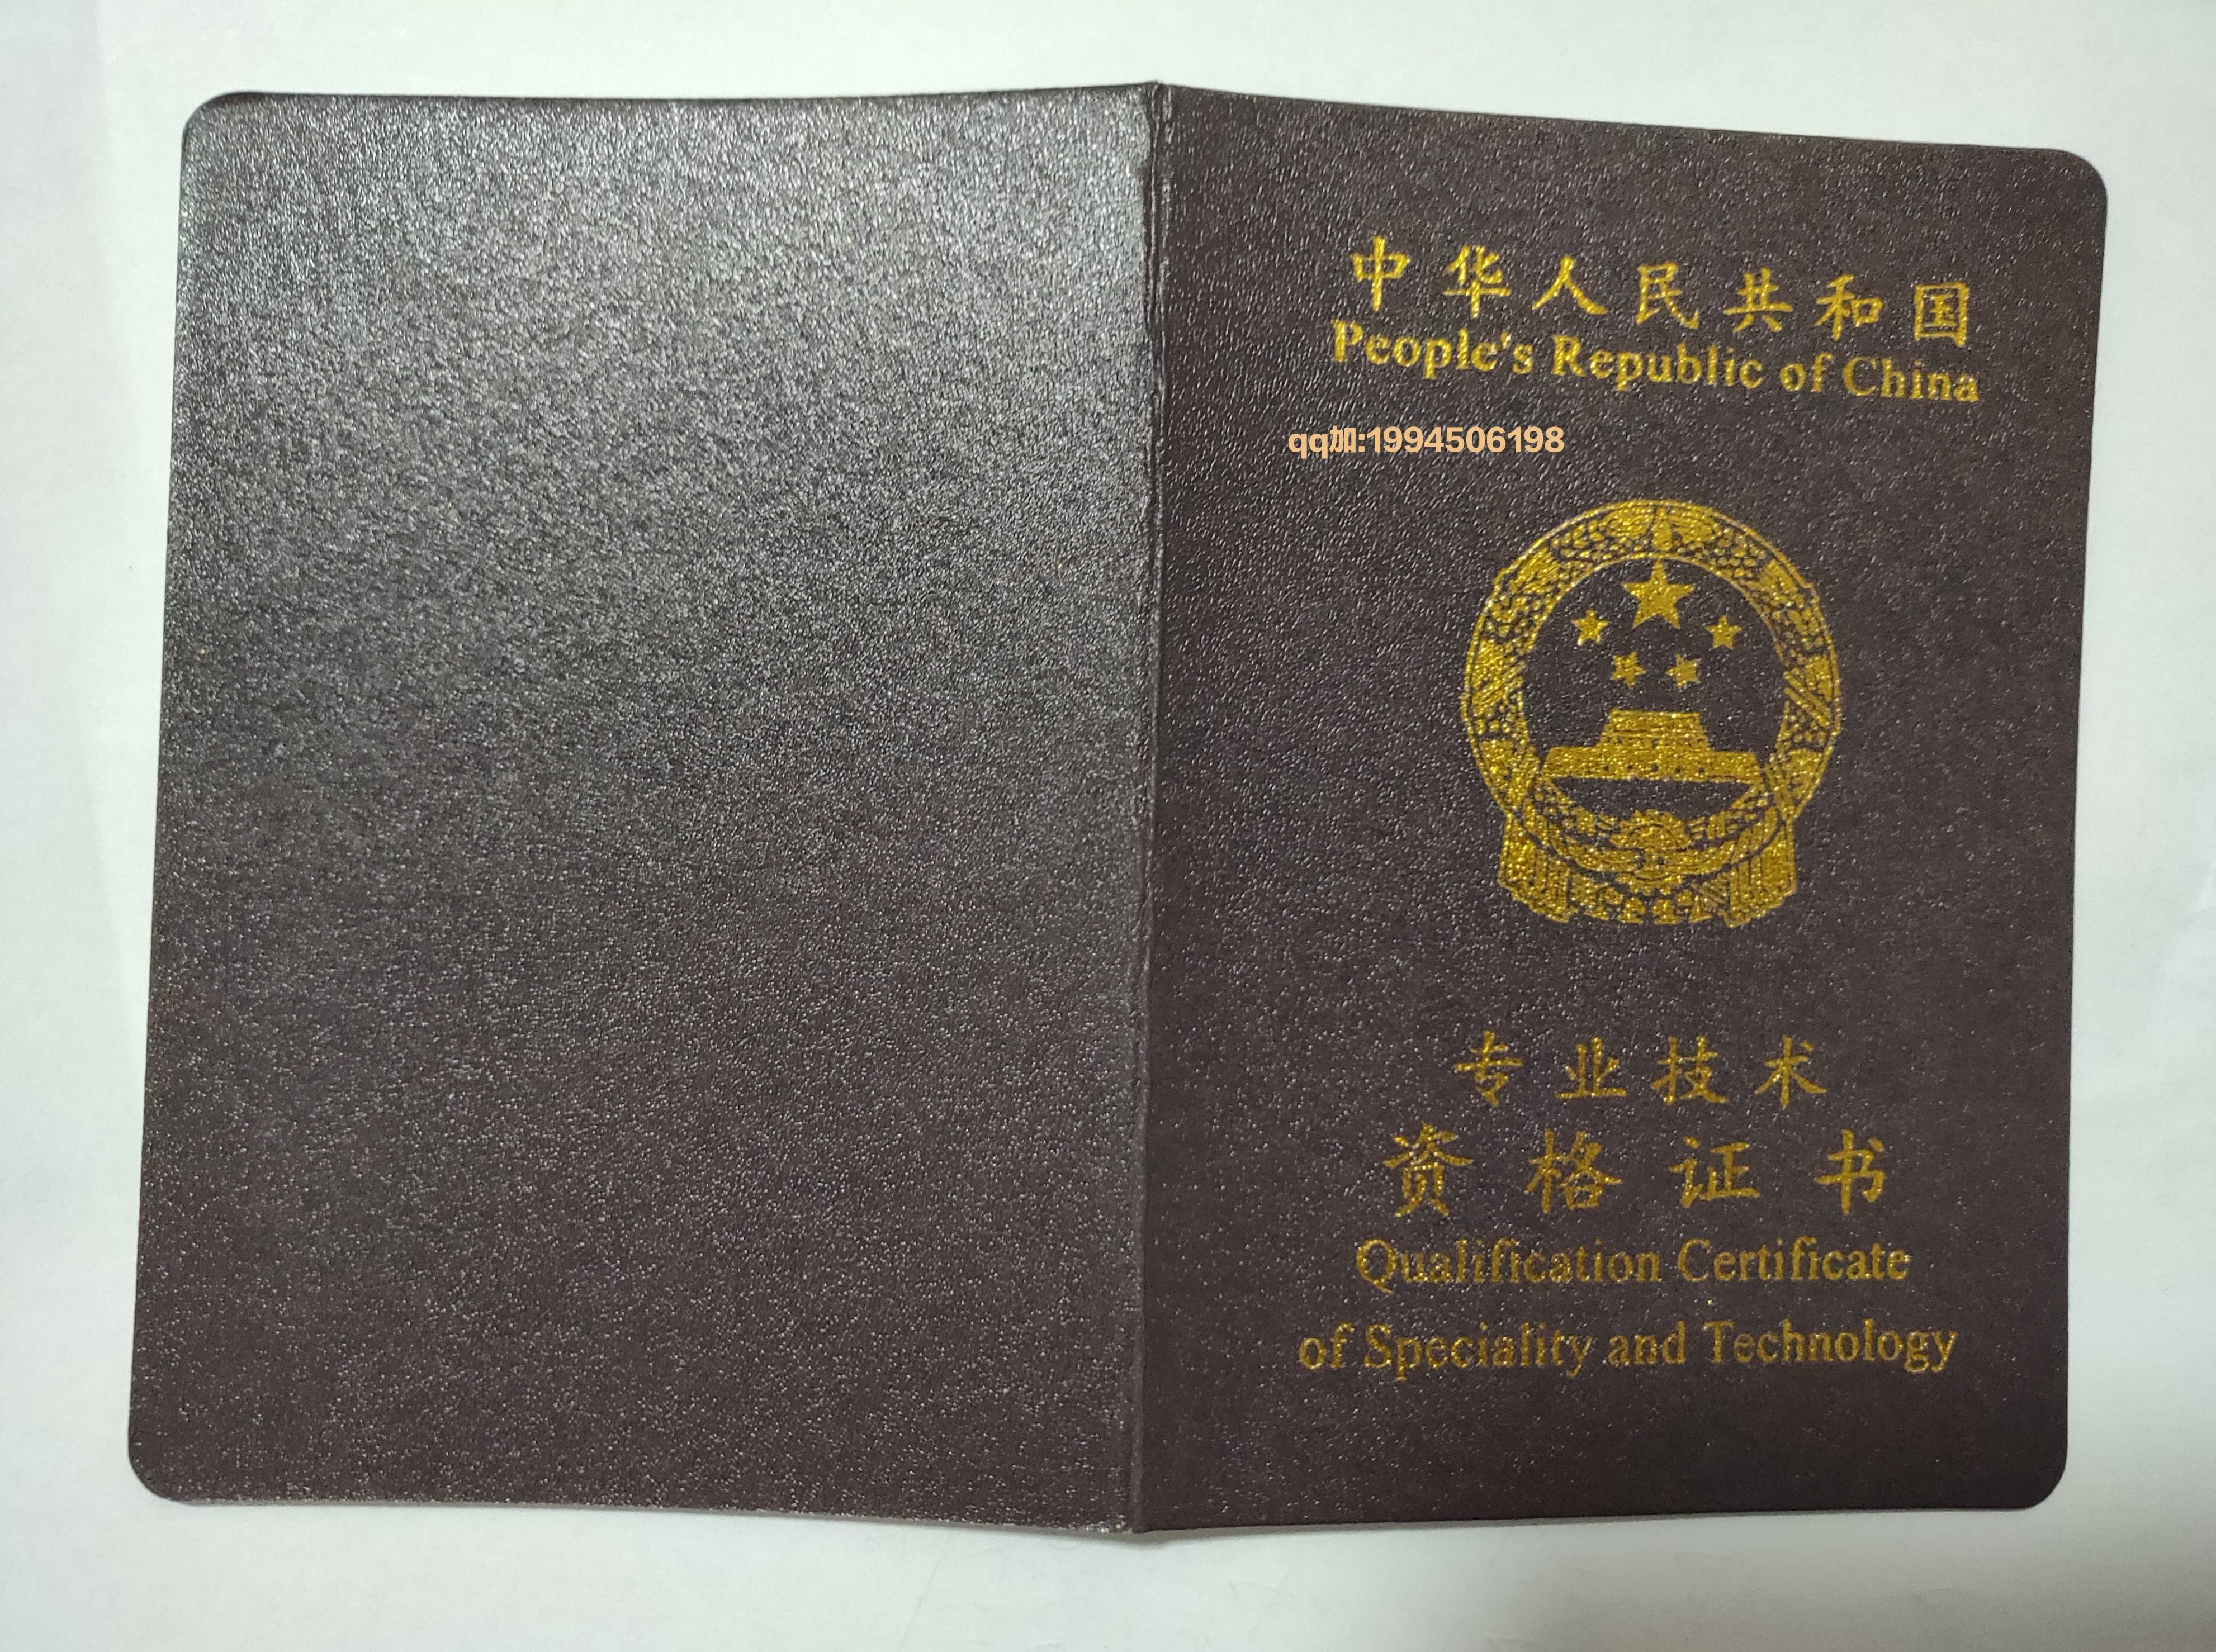 中华人民共和国
People's Republic of China
qq加:1994506198
专业技术
资格证书
Qualification Certificate
of Speciality and Technology